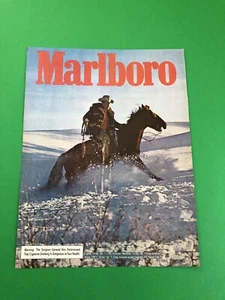 Marlboro
Warning: The Surgeon General Has Determined
That Cigarette Smoking Is Dangerous to Your Health.